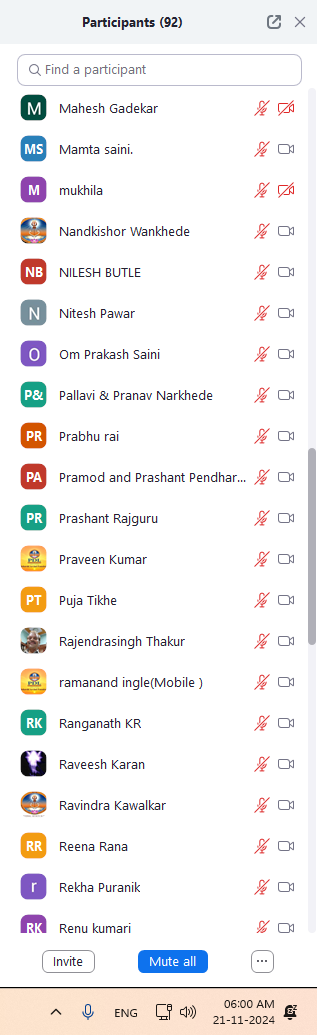 Participants (92)
Find a participant
M Mahesh Gadekar
MS Mamta saini.
M mukhila
Nandkishor Wankhede
NB NILESH BUTLE
N Nitesh Pawar
O Om Prakash Saini
P& Pallavi & Pranav Narkhede
PR Prabhu rai
PA Pramod and Prashant Pendhar...
PR Prashant Rajguru
Praveen Kumar
PT Puja Tikhe
Rajendrasingh Thakur
ramanand ingle(Mobile )
RK Ranganath KR
Raveesh Karan
Ravindra Kawalkar
RR Reena Rana
r Rekha Puranik
RK Renu kumari
Invite Mute all ...
ENG 06:00 AM
21-11-2024